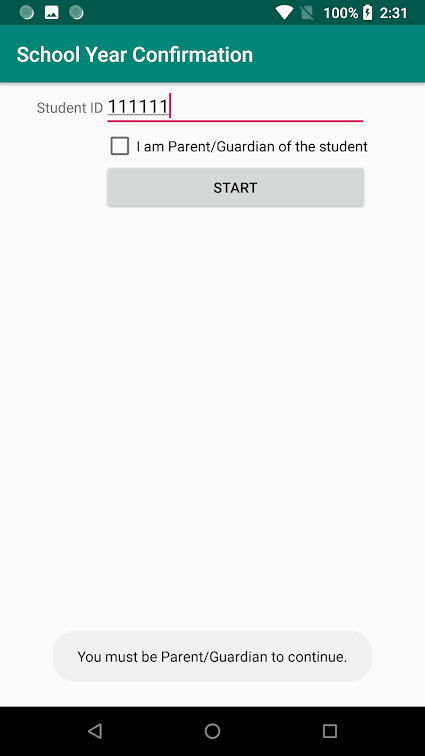 100% 2:31
School Year Confirmation
Student ID 111111
I am Parent/Guardian of the student
START
You must be Parent/Guardian to continue.